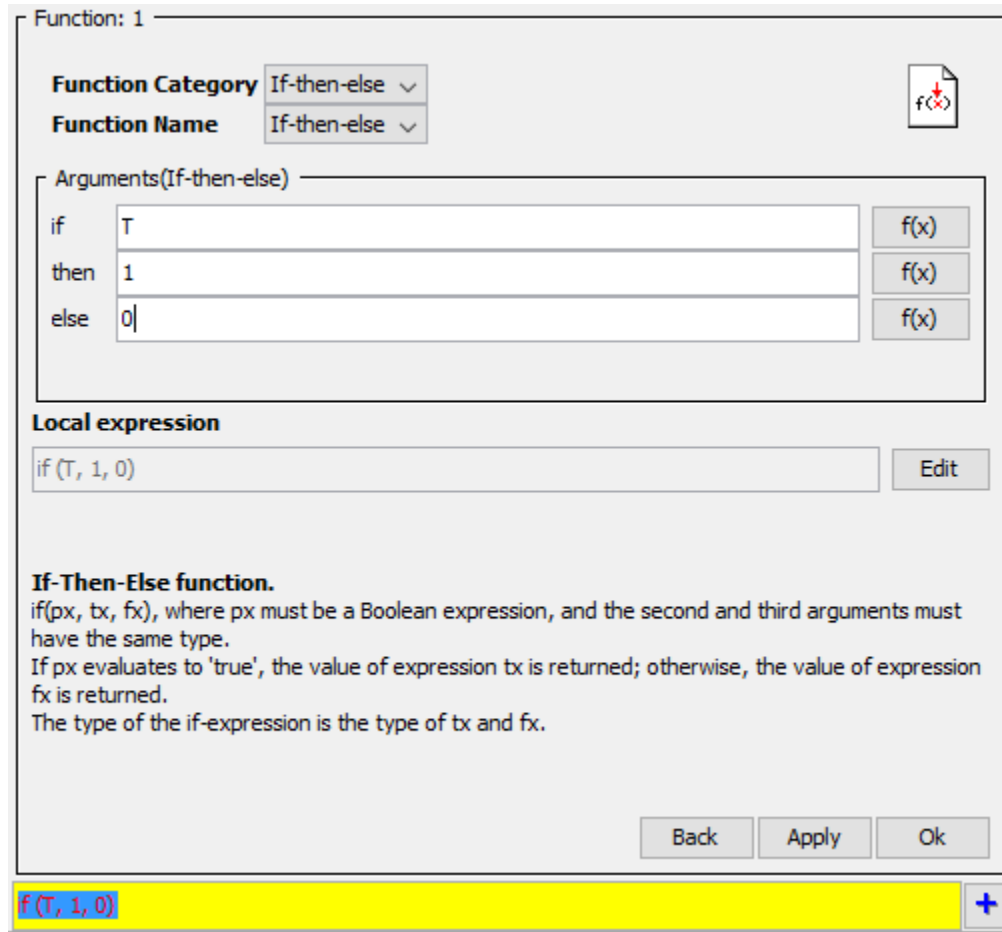 Function: 1
Function Category If-then-else
f(x)
Function Name If-then-else
Arguments(If-then-else)
if T f(x)
then 1 f(x)
else 0 f(x)
Local expression
if (T, 1, 0) Edit
If-Then-Else function.
if(px, tx, fx), where px must be a Boolean expression, and the second and third arguments must
have the same type.
If px evaluates to 'true', the value of expression tx is returned; otherwise, the value of expression
fx is returned.
The type of the if-expression is the type of tx and fx.
Back Apply Ok
if (T, 1, 0) +